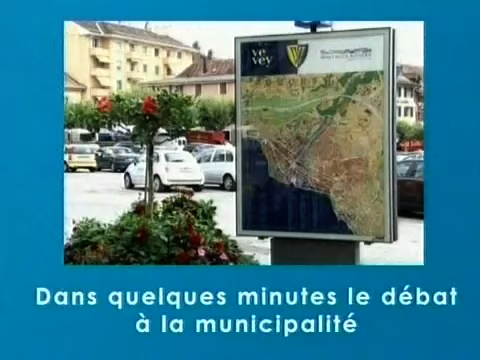 ve
vey
Dans quelques minutes le débat
à la municipalité